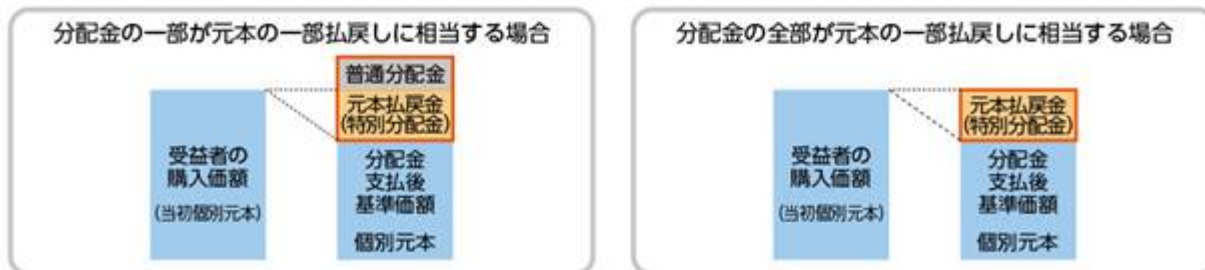 分配金の一部が元本の一部払戻しに相当する場合
普通分配金
元本払戻金
(特別分配金)
受益者の
購入価額
(当初個別元本)
分配金
支払後
基準価額
個別元本
分配金の全部が元本の一部払戻しに相当する場合
元本払戻金
(特別分配金)
受益者の
購入価額
(当初個別元本)
分配金
支払後
基準価額
個別元本